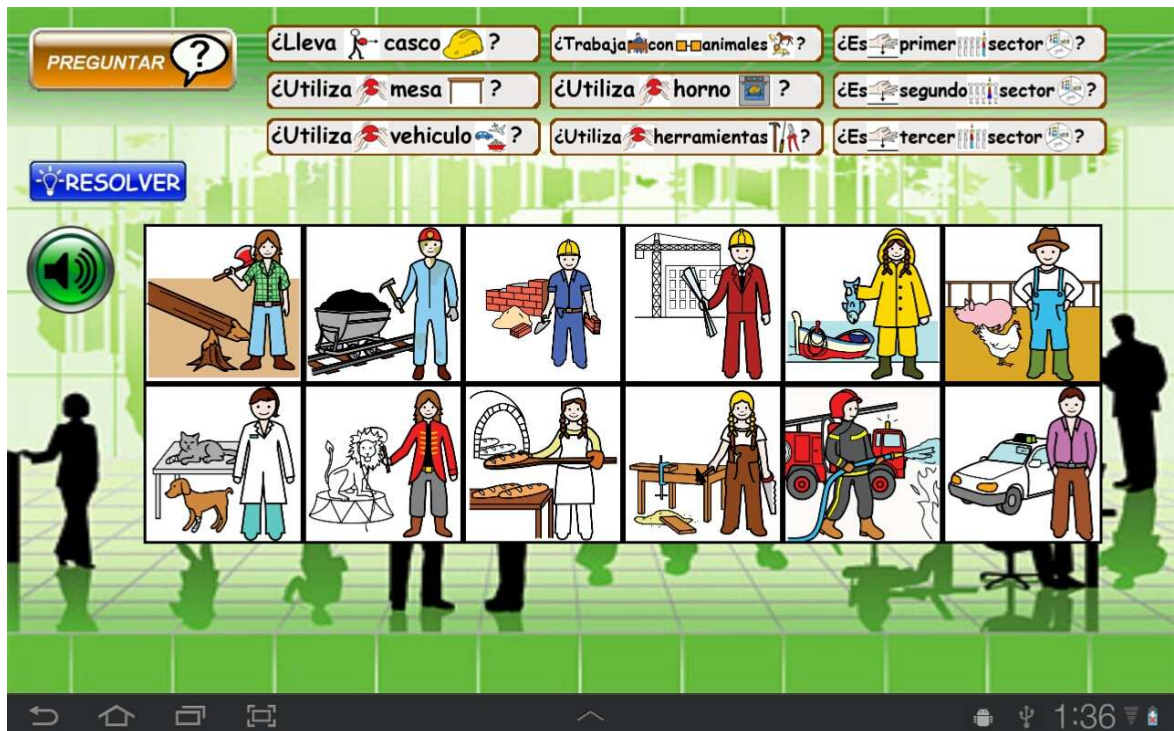 PREGUNTAR ?
¿Lleva casco ?
¿Trabaja con animales ?
¿Es primer sector ?
¿Utiliza mesa ?
¿Utiliza horno ?
¿Es segundo sector ?
¿Utiliza vehiculo ?
¿Utiliza herramientas ?
¿Es tercer sector ?
RESOLVER
1:36